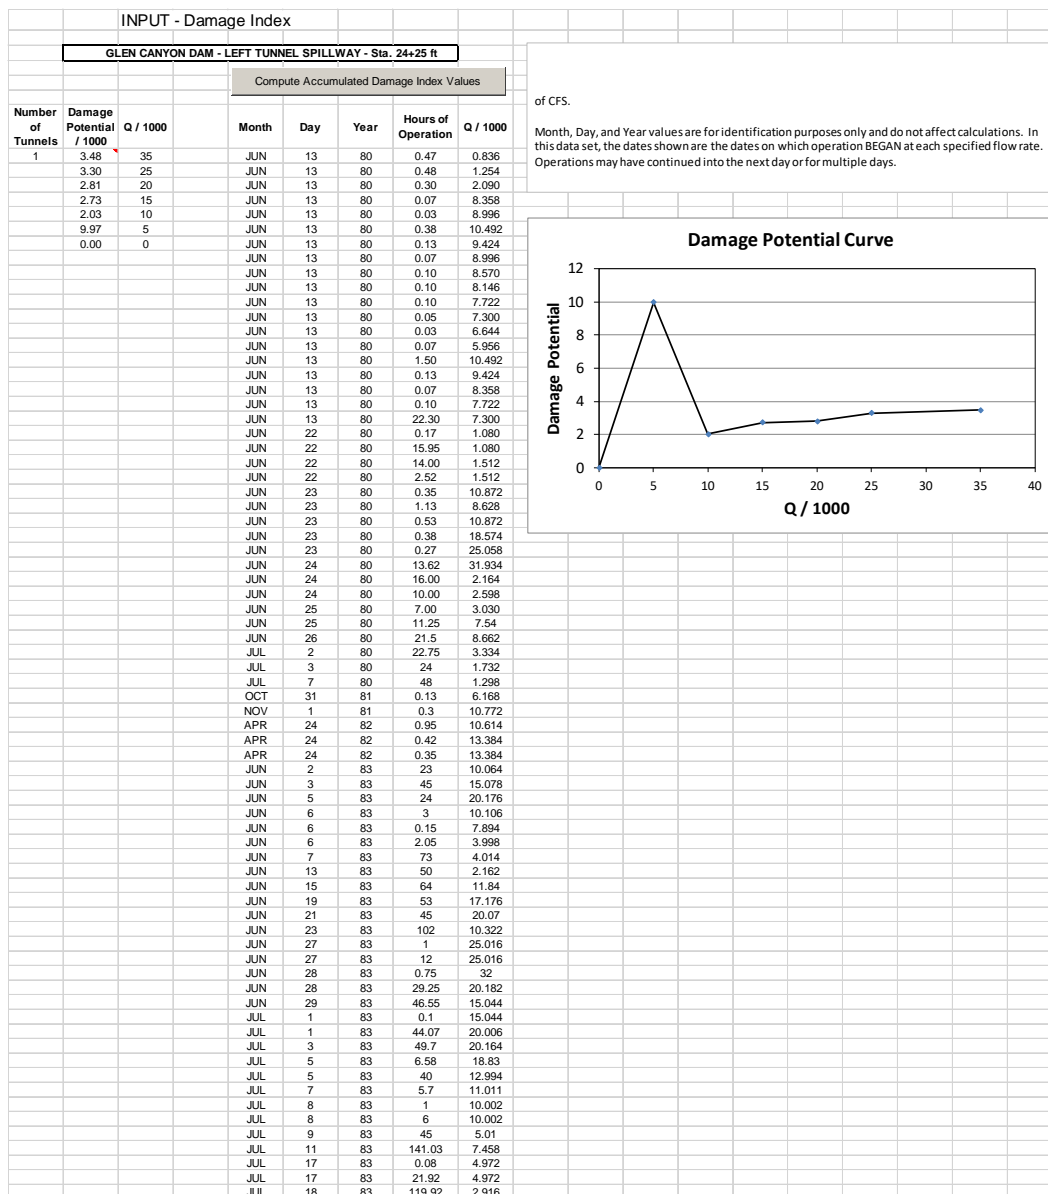 INPUT - Damage Index
GLEN CANYON DAM - LEFT TUNNEL SPILLWAY - Sta. 24+25 ft
Compute Accumulated Damage Index Values
of CFS.
Month, Day, and Year values are for identification purposes only and do not affect calculations. In
this data set, the dates shown are the dates on which operation BEGAN at each specified flow rate.
Operations may have continued into the next day or for multiple days.
Number of Tunnels Damage Potential / 1000 Q / 1000 Month Day Year Hours of Operation Q / 1000
1 3.48 35 JUN 13 80 0.47 0.836
3.30 25 JUN 13 80 0.48 1.254
2.81 20 JUN 13 80 0.30 2.090
2.73 15 JUN 13 80 0.07 8.358
2.03 10 JUN 13 80 0.03 8.996
9.97 5 JUN 13 80 0.38 10.492
0.00 0 JUN 13 80 0.13 9.424
JUN 13 80 0.07 8.996
JUN 13 80 0.10 8.570
JUN 13 80 0.10 8.146
JUN 13 80 0.10 7.722
JUN 13 80 0.05 7.300
JUN 13 80 0.03 6.644
JUN 13 80 0.07 5.956
JUN 13 80 1.50 10.492
JUN 13 80 0.13 9.424
JUN 13 80 0.07 8.358
JUN 13 80 0.10 7.722
JUN 13 80 22.30 7.300
JUN 22 80 0.17 1.080
JUN 22 80 15.95 1.080
JUN 22 80 14.00 1.512
JUN 22 80 2.52 1.512
JUN 23 80 0.35 10.872
JUN 23 80 1.13 8.628
JUN 23 80 0.53 10.872
JUN 23 80 0.38 18.574
JUN 23 80 0.27 25.058
JUN 24 80 13.62 31.934
JUN 24 80 16.00 2.164
JUN 24 80 10.00 2.598
JUN 25 80 7.00 3.030
JUN 25 80 11.25 7.54
JUN 26 80 21.5 8.662
JUL 2 80 22.75 3.334
JUL 3 80 24 1.732
JUL 7 80 48 1.298
OCT 31 81 0.13 6.168
NOV 1 81 0.3 10.772
APR 24 82 0.95 10.614
APR 24 82 0.42 13.384
APR 24 82 0.35 13.384
JUN 2 83 23 10.064
JUN 3 83 45 15.078
JUN 5 83 24 20.176
JUN 6 83 3 10.106
JUN 6 83 0.15 7.894
JUN 6 83 2.05 3.998
JUN 7 83 73 4.014
JUN 13 83 50 2.162
JUN 15 83 64 11.84
JUN 19 83 53 17.176
JUN 21 83 45 20.07
JUN 23 83 102 10.322
JUN 27 83 1 25.016
JUN 27 83 12 25.016
JUN 28 83 0.75 32
JUN 28 83 29.25 20.182
JUN 29 83 46.55 15.044
JUL 1 83 0.1 15.044
JUL 1 83 44.07 20.006
JUL 3 83 49.7 20.164
JUL 5 83 6.58 18.83
JUL 5 83 40 12.994
JUL 7 83 5.7 11.011
JUL 8 83 1 10.002
JUL 8 83 6 10.002
JUL 9 83 45 5.01
JUL 11 83 141.03 7.458
JUL 17 83 0.08 4.972
JUL 17 83 21.92 4.972
JUL 18 83 119.92 2.916
Damage Potential Curve
Damage Potential
12
10
8
6
4
2
0
0 5 10 15 20 25 30 35 40
Q / 1000